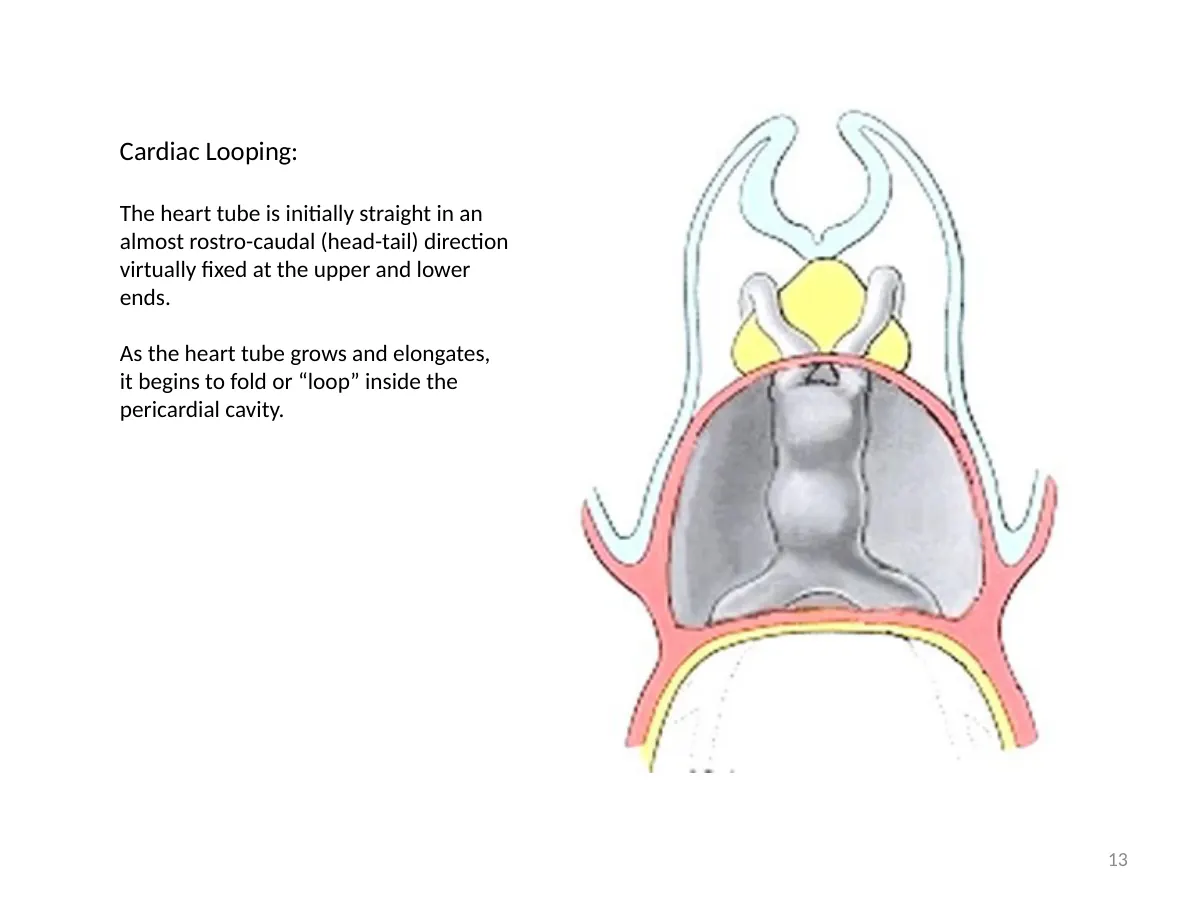 Cardiac Looping:
The heart tube is initially straight in an
almost rostro-caudal (head-tail) direction
virtually fixed at the upper and lower
ends.
As the heart tube grows and elongates,
it begins to fold or “loop” inside the
pericardial cavity.
13